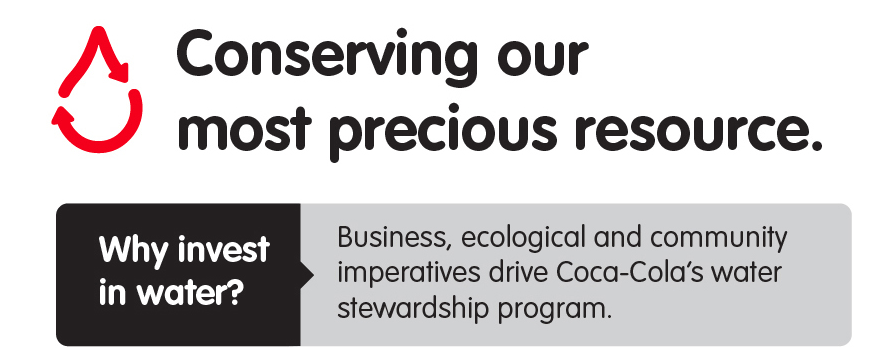 Conserving our
most precious resource.
Why invest
in water?
Business, ecological and community
imperatives drive Coca-Cola’s water
stewardship program.